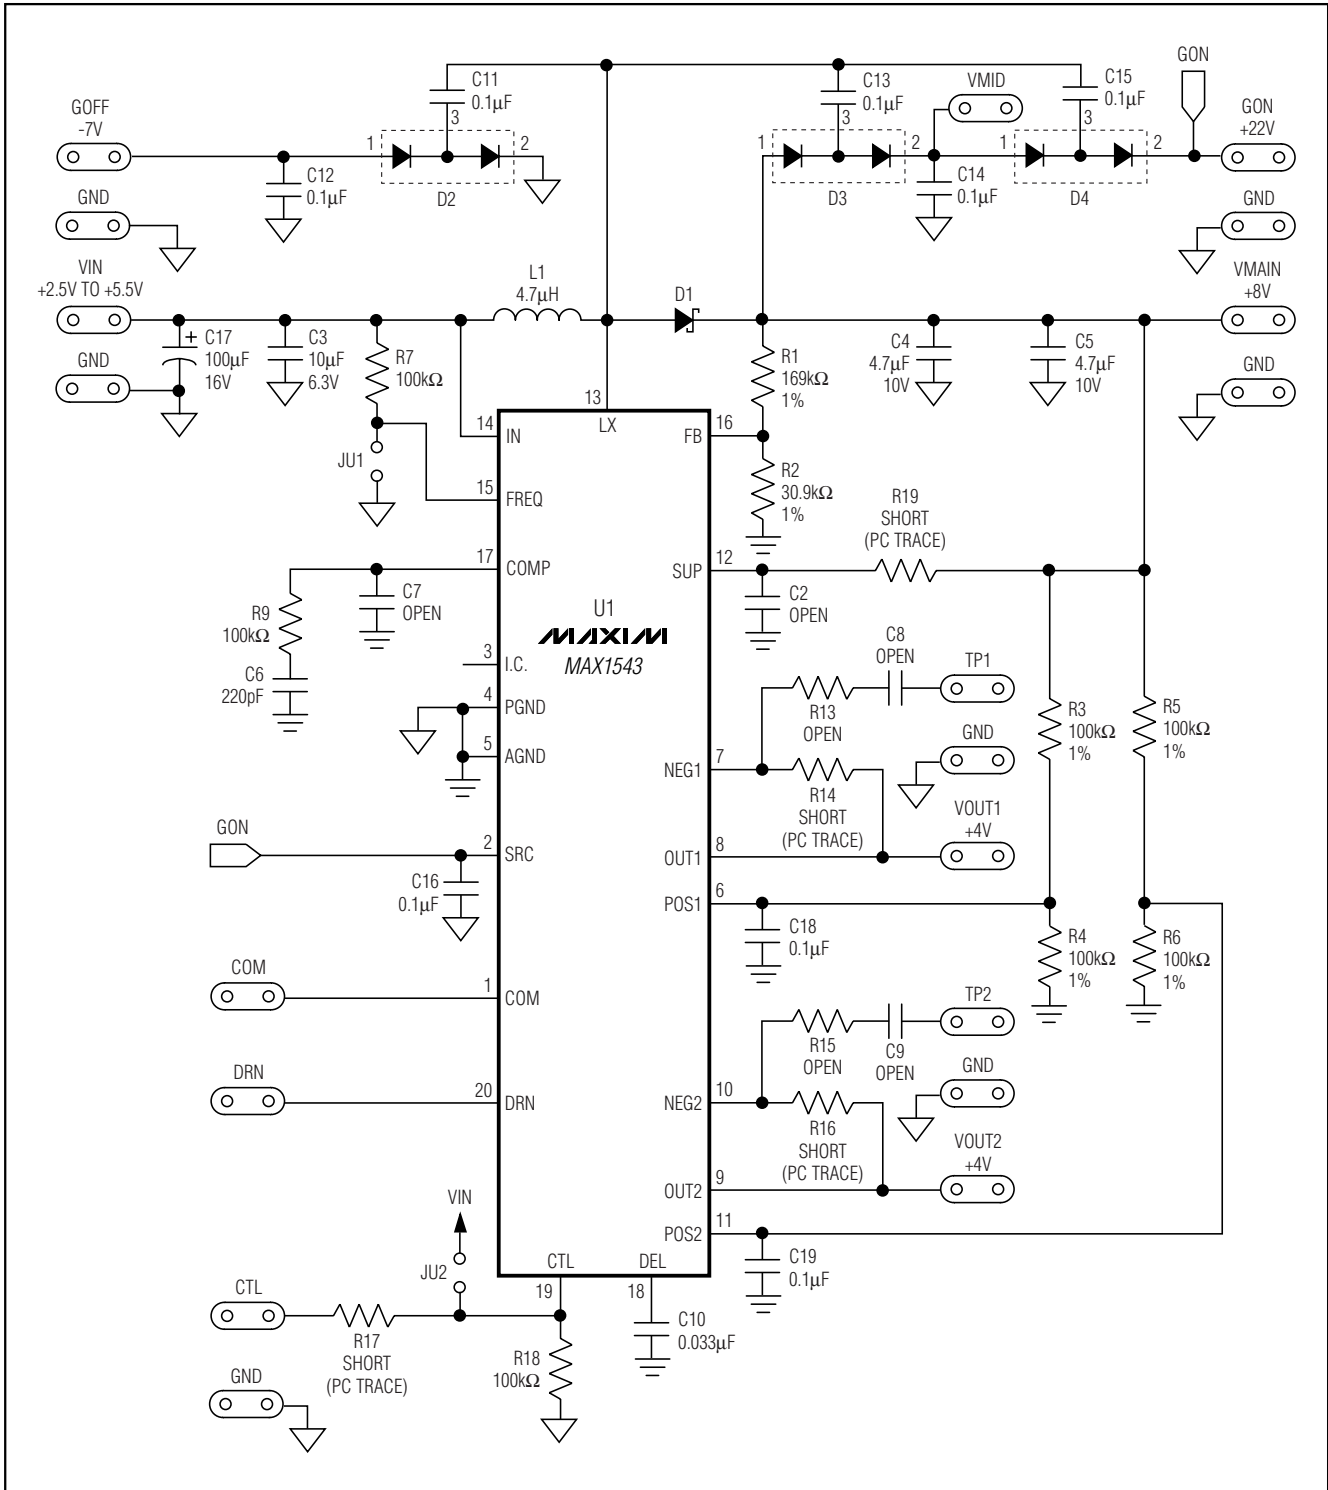 C11
0.1µF
3
GOFF
-7V
1
2
D2
C12
0.1µF
C13
0.1µF
3
1
2
D3
VMID
C14
0.1µF
C15
0.1µF
3
1
2
D4
GON
GON
+22V
GND
GND
VIN
+2.5V TO +5.5V
L1
4.7µH
D1
VMAIN
+8V
GND
+
C17
100µF
16V
C3
10µF
6.3V
R7
100kΩ
R1
169kΩ
1%
C4
4.7µF
10V
C5
4.7µF
10V
GND
13
LX
14
IN
16
FB
JU1
15
FREQ
R2
30.9kΩ
1%
R19
SHORT
(PC TRACE)
17
COMP
12
SUP
C7
OPEN
C2
OPEN
R9
100kΩ
C6
220pF
U1
MAXIM
MAX1543
3
I.C.
4
PGND
5
AGND
C8
OPEN
TP1
R13
OPEN
GND
7
NEG1
R14
SHORT
(PC TRACE)
VOUT1
+4V
R3
100kΩ
1%
R5
100kΩ
1%
GON
2
SRC
8
OUT1
C16
0.1µF
6
POS1
C18
0.1µF
R4
100kΩ
1%
R6
100kΩ
1%
COM
1
COM
TP2
R15
OPEN
C9
OPEN
GND
DRN
20
DRN
10
NEG2
R16
SHORT
(PC TRACE)
VOUT2
+4V
9
OUT2
VIN
11
POS2
C19
0.1µF
JU2
CTL
DEL
19
18
CTL
R17
SHORT
(PC TRACE)
R18
100kΩ
C10
0.033µF
GND